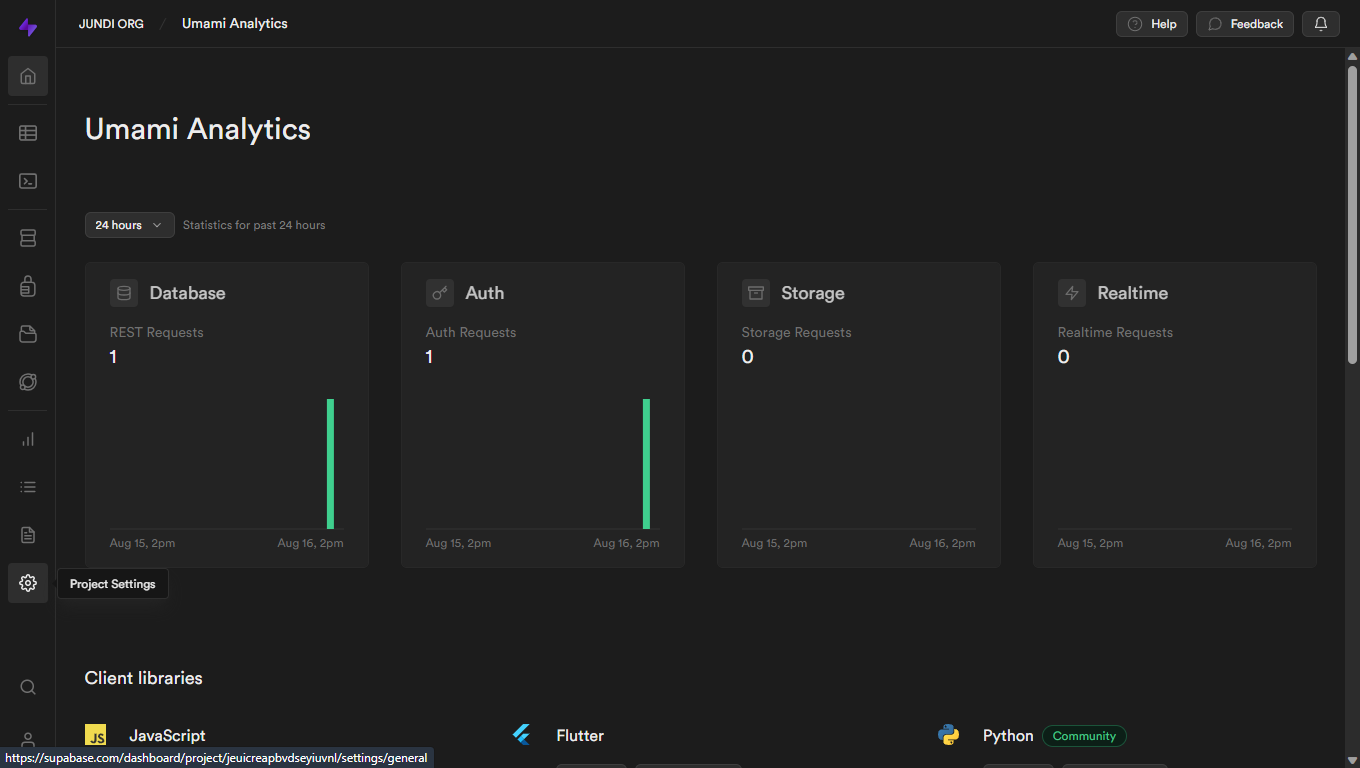 JUNDI ORG / Umami Analytics
Help
Feedback
Umami Analytics
24 hours
Statistics for past 24 hours
Database
REST Requests
1
Aug 15, 2pm
Aug 16, 2pm
Auth
Auth Requests
1
Aug 15, 2pm
Aug 16, 2pm
Storage
Storage Requests
0
Aug 15, 2pm
Aug 16, 2pm
Realtime
Realtime Requests
0
Aug 15, 2pm
Aug 16, 2pm
Project Settings
Client libraries
JS
JavaScript
Flutter
Python
Community
https://supabase.com/dashboard/project/jeuicreapbvdseyiuvnl/settings/general